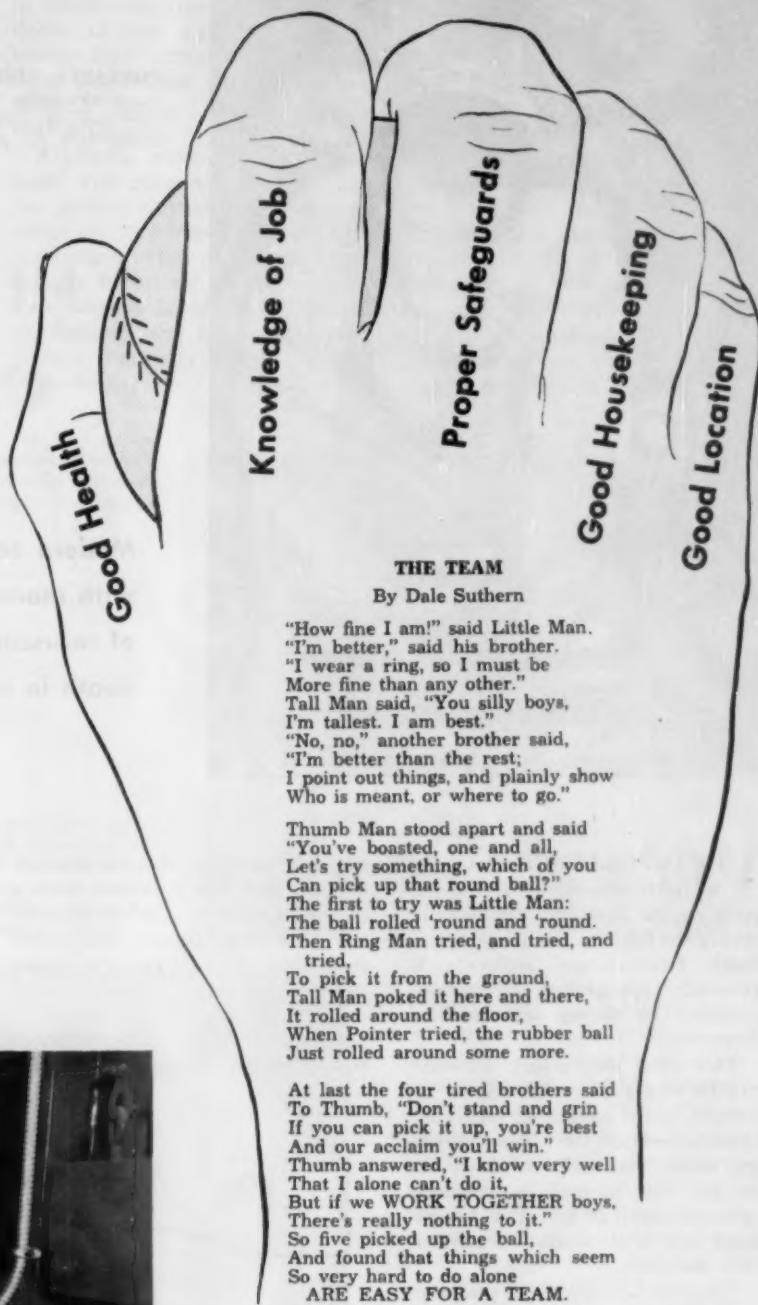 Good Health
Knowledge of Job
Proper Safeguards
Good Housekeeping
Good Location
THE TEAM
By Dale Suthern
"How fine I am!" said Little Man.
"I'm better," said his brother.
"I wear a ring, so I must be
More fine than any other."
Tall Man said, "You silly boys,
I'm tallest. I am best."
"No, no," another brother said,
"I'm better than the rest;
I point out things, and plainly show
Who is meant, or where to go."
Thumb Man stood apart and said
"You've boasted, one and all,
Let's try something, which of you
Can pick up that round ball?"
The first to try was Little Man:
The ball rolled 'round and 'round.
Then Ring Man tried, and tried, and
tried,
To pick it from the ground,
Tall Man poked it here and there,
It rolled around the floor,
When Pointer tried, the rubber ball
Just rolled around some more.
At last the four tired brothers said
To Thumb, "Don't stand and grin
If you can pick it up, you're best
And our acclaim you'll win."
Thumb answered, "I know very well
That I alone can't do it,
But if we WORK TOGETHER boys,
There's really nothing to it."
So five picked up the ball,
And found that things which seem
So very hard to do alone
ARE EASY FOR A TEAM.